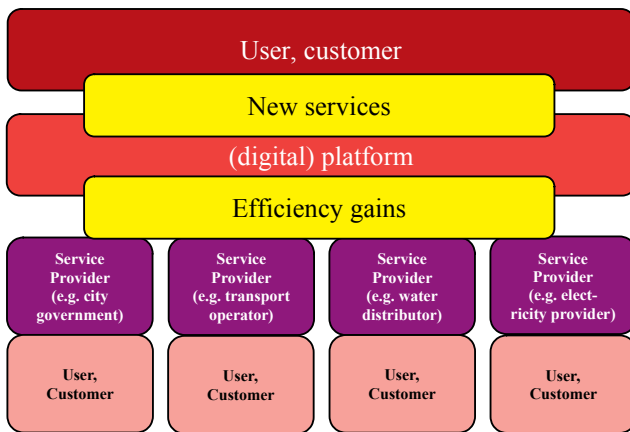 User, customer
New services
(digital) platform
Efficiency gains
Service
Provider
(e.g. city
government)
Service
Provider
(e.g. transport
operator)
Service
Provider
(e.g. water
distributor)
Service
Provider
(e.g. elect-
ricity provider)
User,
Customer
User,
Customer
User,
Customer
User,
Customer